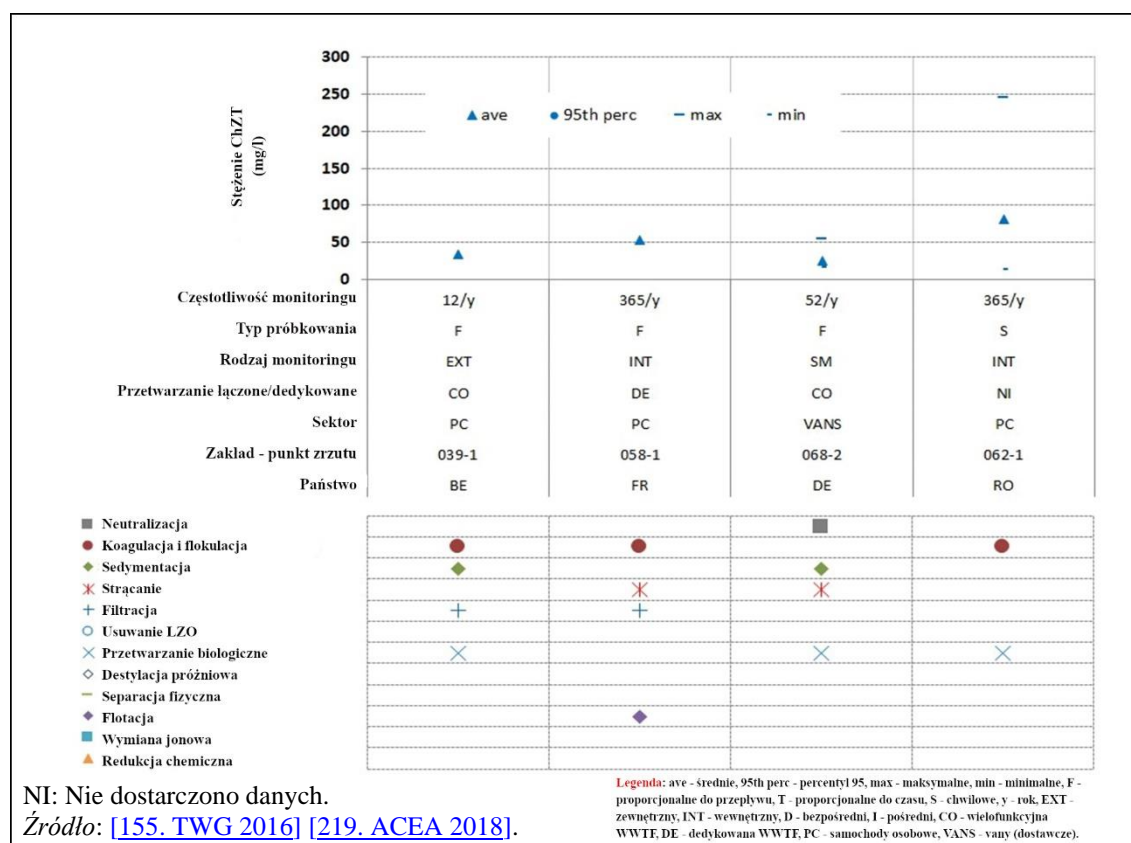 300
250
200
150
100
50
0
Stężenie ChZT
(mg/l)
ave 95th perc max min
Częstotliwość monitoringu 12/y 365/y 52/y 365/y
Typ próbkowania F F F S
Rodzaj monitoringu EXT INT SM INT
Przetwarzanie łączone/dedykowane CO DE CO NI
Sektor PC PC VANS PC
Zakład - punkt zrzutu 039-1 058-1 068-2 062-1
Państwo BE FR DE RO
Neutralizacja
Koagulacja i flokulacja
Sedymentacja
Strącanie
Filtracja
Usuwanie LZO
Przetwarzanie biologiczne
Destylacja próżniowa
Separacja fizyczna
Flotacja
Wymiana jonowa
Redukcja chemiczna
NI: Nie dostarczono danych.
Źródło: [155. TWG 2016] [219. ACEA 2018].
Legenda: ave - średnie, 95th perc - percentyl 95, max - maksymalne, min - minimalne, F -
proporcjonalne do przepływu, T - proporcjonalne do czasu, S - chwilowe, y - rok, EXT -
zewnętrzny, INT - wewnętrzny, D - bezpośredni, I - pośredni, CO - wielofunkcyjna
WWTF, DE - dedykowana WWTF, PC - samochody osobowe, VANS - vany (dostawcze).